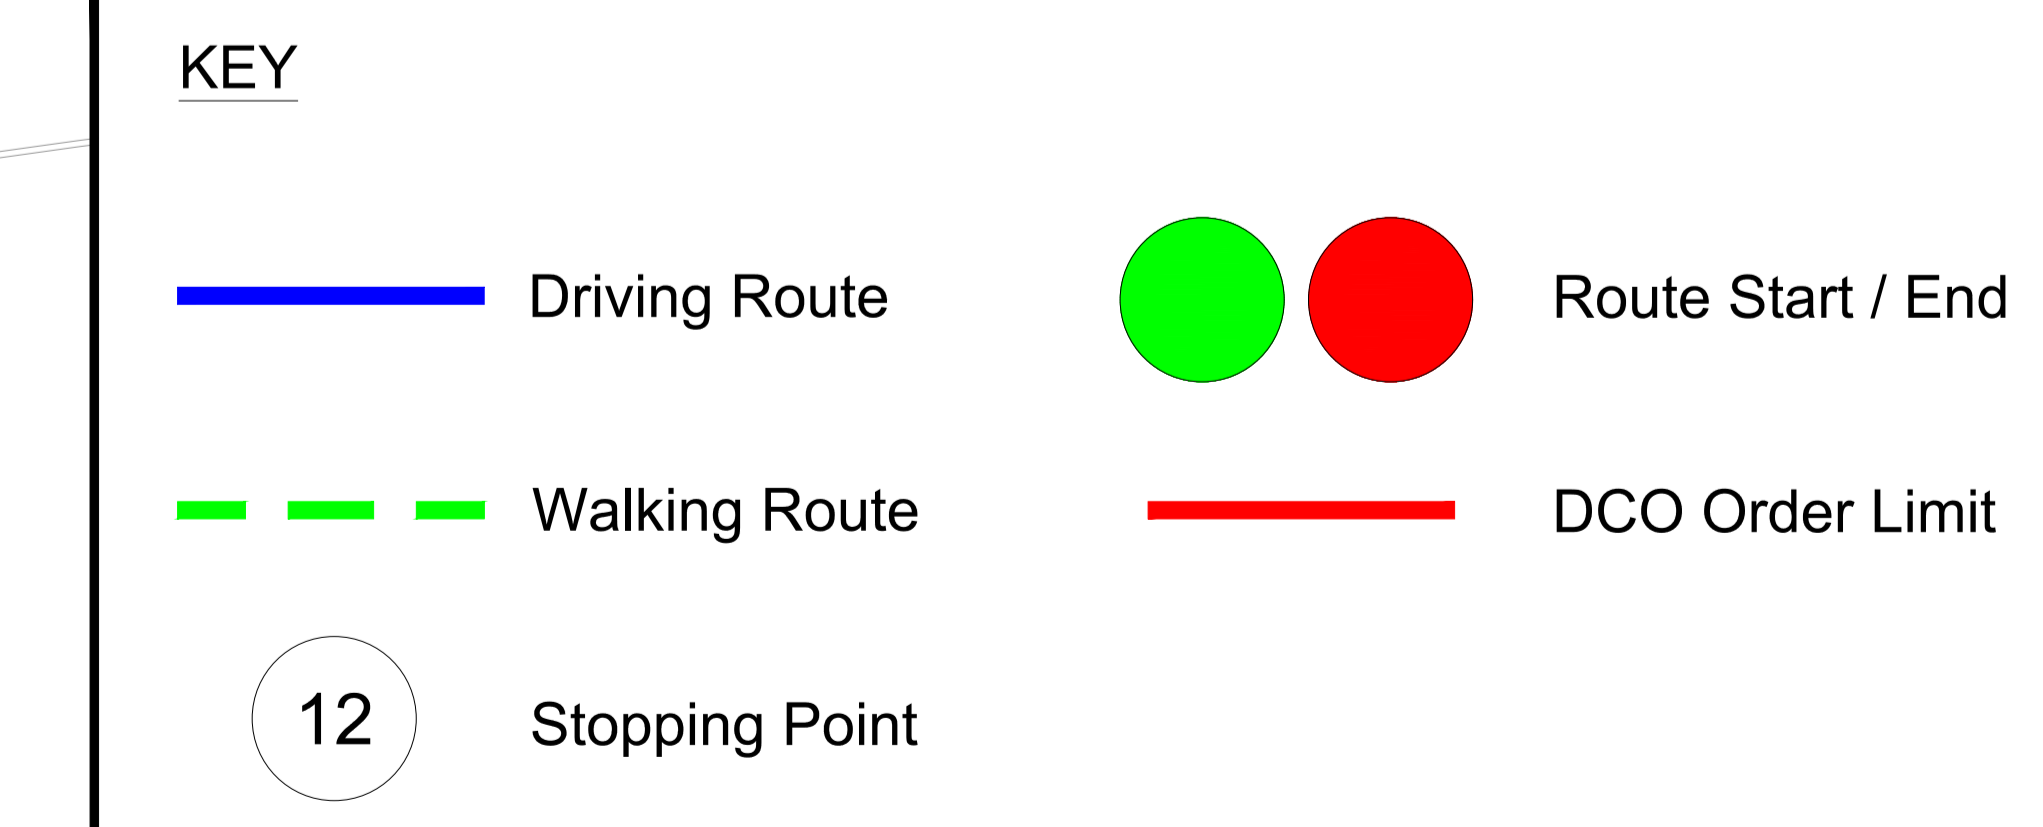 KEY
Driving Route
Route Start / End
Walking Route
DCO Order Limit
12
Stopping Point